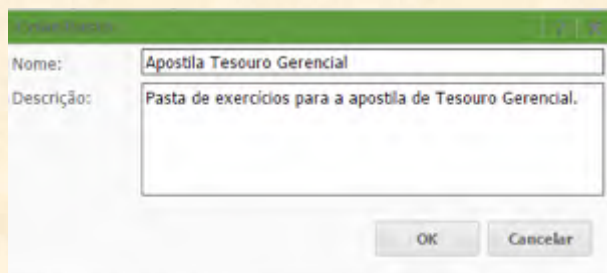 Nome:
Apostila Tesouro Gerencial
Descrição:
Pasta de exercícios para a apostila de Tesouro Gerencial.
OK
Cancelar